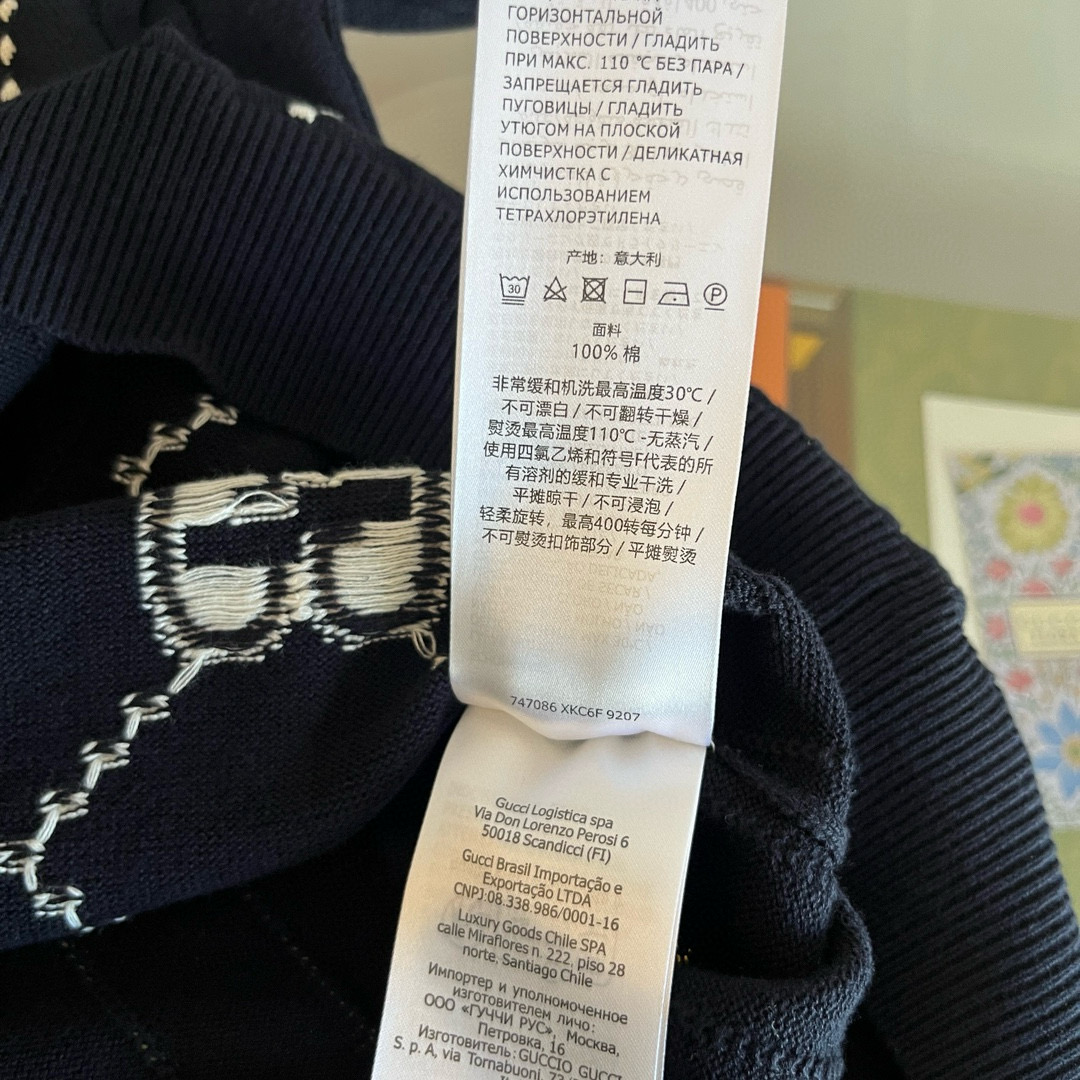 ГОРИЗОНТАЛЬНОЙ
ПОВЕРХНОСТИ / ГЛАДИТЬ
ПРИ МАКС. 110 °C БЕЗ ПАРА /
ЗАПРЕЩАЕТСЯ ГЛАДИТЬ
ПУГОВИЦЫ / ГЛАДИТЬ
УТЮГОМ НА ПЛОСКОЙ
ПОВЕРХНОСТИ / ДЕЛИКАТНАЯ
ХИМЧИСТКА С
ИСПОЛЬЗОВАНИЕМ
ТЕТРАХЛОРЭТИЛЕНА
产地：意大利
30
P
面料
100% 棉
非常缓和机洗最高温度30℃ /
不可漂白 / 不可翻转干燥 /
熨烫最高温度110℃ -无蒸汽 /
使用四氯乙烯和符号F代表的所
有溶剂的缓和专业干洗 /
平摊晾干 / 不可浸泡 /
轻柔旋转，最高400转每分钟 /
不可熨烫扣饰部分 / 平摊熨烫
747086 XKC6F 9207
Gucci Logistica spa
Via Don Lorenzo Perosi 6
50018 Scandicci (FI)
Gucci Brasil Importação e
Exportação LTDA
CNPJ:08.338.986/0001-16
Luxury Goods Chile SPA
calle Miraflores n. 222, piso 28
norte, Santiago Chile
Импортер и уполномоченное
изготовителем лицо:
ООО «ГУЧЧИ РУС», Москва,
Петровка, 16
Изготовитель: GUCCIO GUCCI
S. p. A, via Tornabuoni,